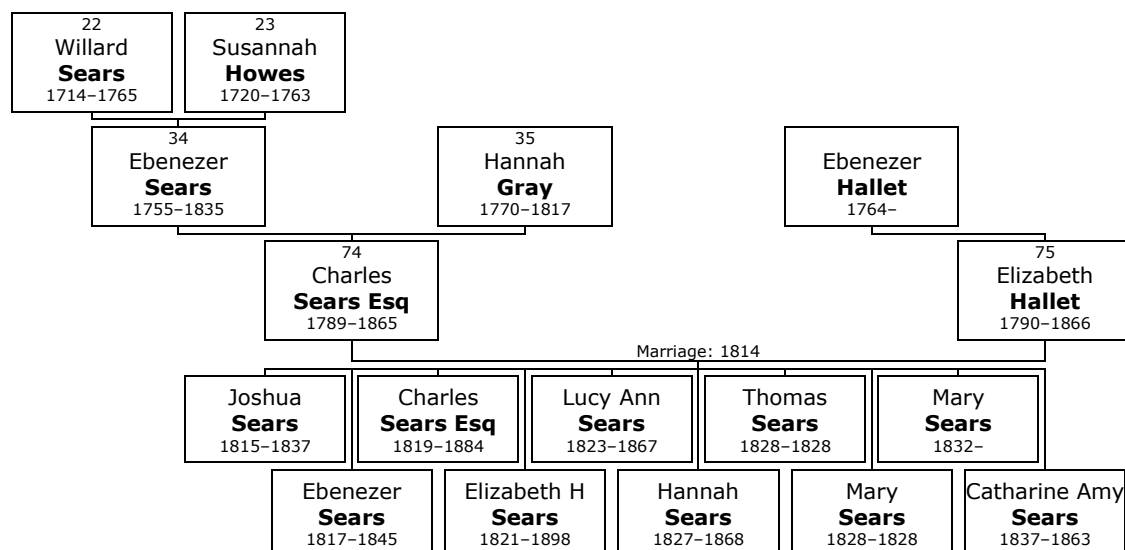 22
Willard
Sears
1714–1765
23
Susannah
Howes
1720–1763
34
Ebenezer
Sears
1755–1835
35
Hannah
Gray
1770–1817
Ebenezer
Hallet
1764–
74
Charles
Sears Esq
1789–1865
75
Elizabeth
Hallet
1790–1866
Marriage: 1814
Joshua
Sears
1815–1837
Charles
Sears Esq
1819–1884
Lucy Ann
Sears
1823–1867
Thomas
Sears
1828–1828
Mary
Sears
1832–
Ebenezer
Sears
1817–1845
Elizabeth H
Sears
1821–1898
Hannah
Sears
1827–1868
Mary
Sears
1828–1828
Catharine Amy
Sears
1837–1863